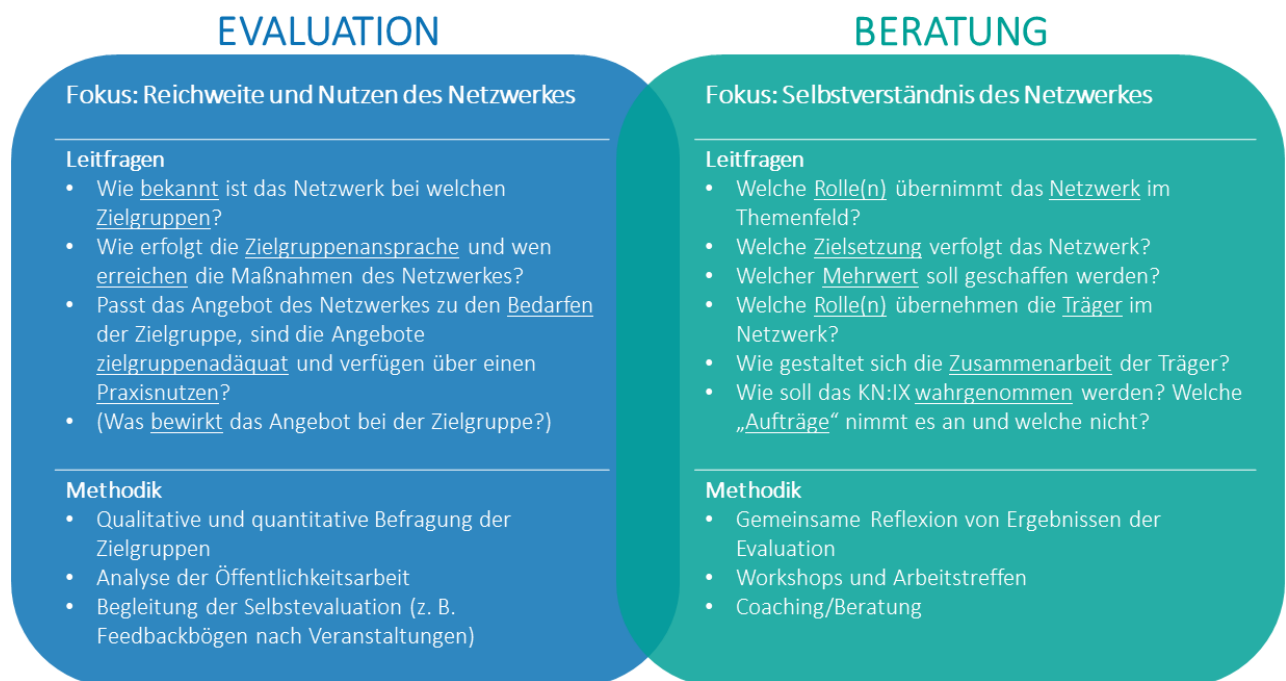 EVALUATION
Fokus: Reichweite und Nutzen des Netzwerkes
Leitfragen
• Wie bekannt ist das Netzwerk bei welchen
Zielgruppen?
• Wie erfolgt die Zielgruppenansprache und wen
erreichen die Maßnahmen des Netzwerkes?
• Passt das Angebot des Netzwerkes zu den Bedarfen
der Zielgruppe, sind die Angebote
zielgruppenadäquat und verfügen über einen
Praxisnutzen?
• (Was bewirkt das Angebot bei der Zielgruppe?)
Methodik
• Qualitative und quantitative Befragung der
Zielgruppen
• Analyse der Öffentlichkeitsarbeit
• Begleitung der Selbstevaluation (z. B.
Feedbackbögen nach Veranstaltungen)
BERATUNG
Fokus: Selbstverständnis des Netzwerkes
Leitfragen
• Welche Rolle(n) übernimmt das Netzwerk im
Themenfeld?
• Welche Zielsetzung verfolgt das Netzwerk?
• Welcher Mehrwert soll geschaffen werden?
• Welche Rolle(n) übernehmen die Träger im
Netzwerk?
• Wie gestaltet sich die Zusammenarbeit der Träger?
• Wie soll das KN:IX wahrgenommen werden? Welche
„Aufträge“ nimmt es an und welche nicht?
Methodik
• Gemeinsame Reflexion von Ergebnissen der
Evaluation
• Workshops und Arbeitstreffen
• Coaching/Beratung